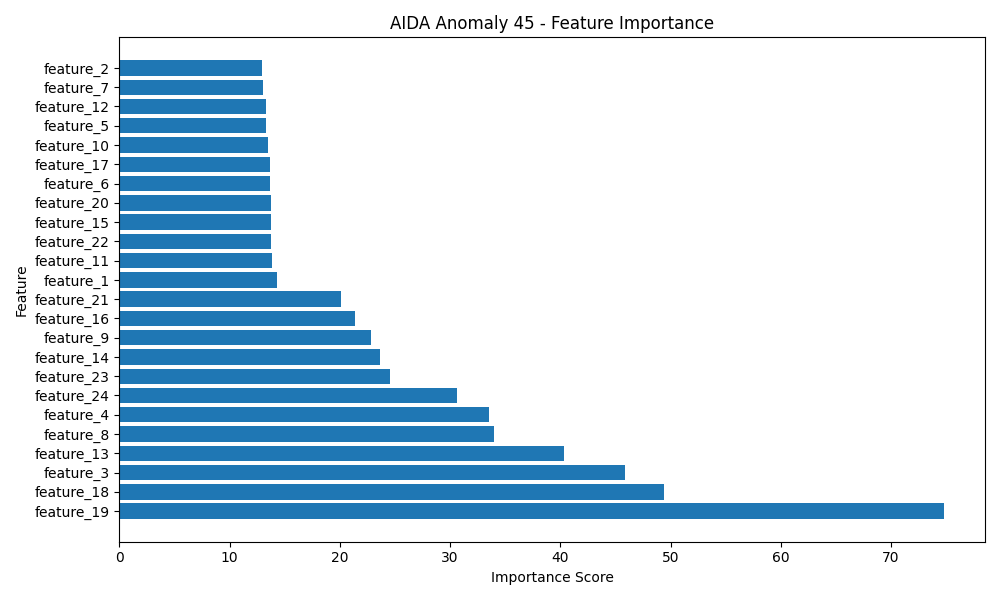 AIDA Anomaly 45 - Feature Importance
feature_2
feature_7
feature_12
feature_5
feature_10
feature_17
feature_6
feature_20
feature_15
feature_22
feature_11
feature_1
feature_21
feature_16
feature_9
feature_14
feature_23
feature_24
feature_4
feature_8
feature_13
feature_3
feature_18
feature_19
Feature
0 10 20 30 40 50 60 70
Importance Score